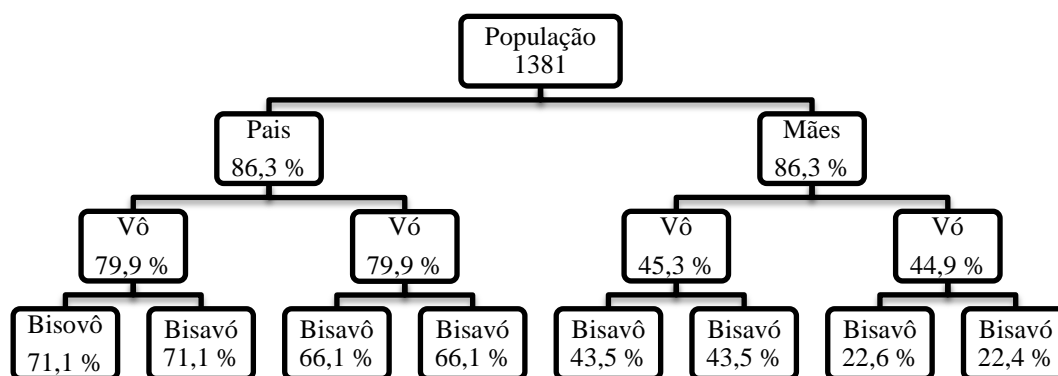 População
1381
Pais
86,3 %
Mães
86,3 %
Vô
79,9 %
Vó
79,9 %
Vô
45,3 %
Vó
44,9 %
Bisovô
71,1 %
Bisavó
71,1 %
Bisavô
66,1 %
Bisavó
66,1 %
Bisavô
43,5 %
Bisavó
43,5 %
Bisavô
22,6 %
Bisavó
22,4 %